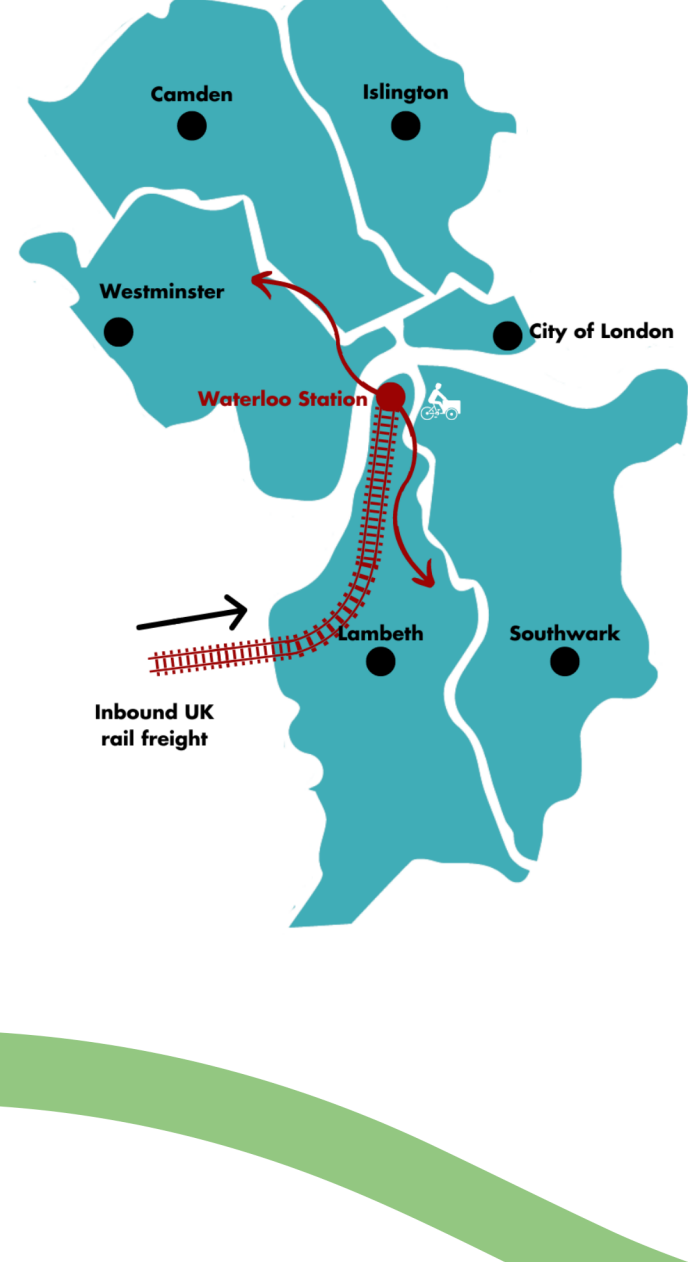 Camden
Islington
Westminster
City of London
Waterloo Station
Lambeth
Southwark
Inbound UK
rail freight